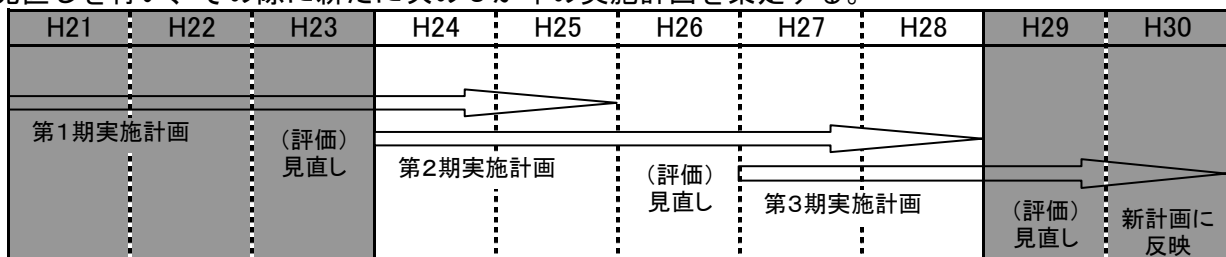 H21 H22 H23 H24 H25 H26 H27 H28 H29 H30
第1期実施計画
(評価)
見直し
第2期実施計画
(評価)
見直し
第3期実施計画
(評価)
見直し
新計画に
反映